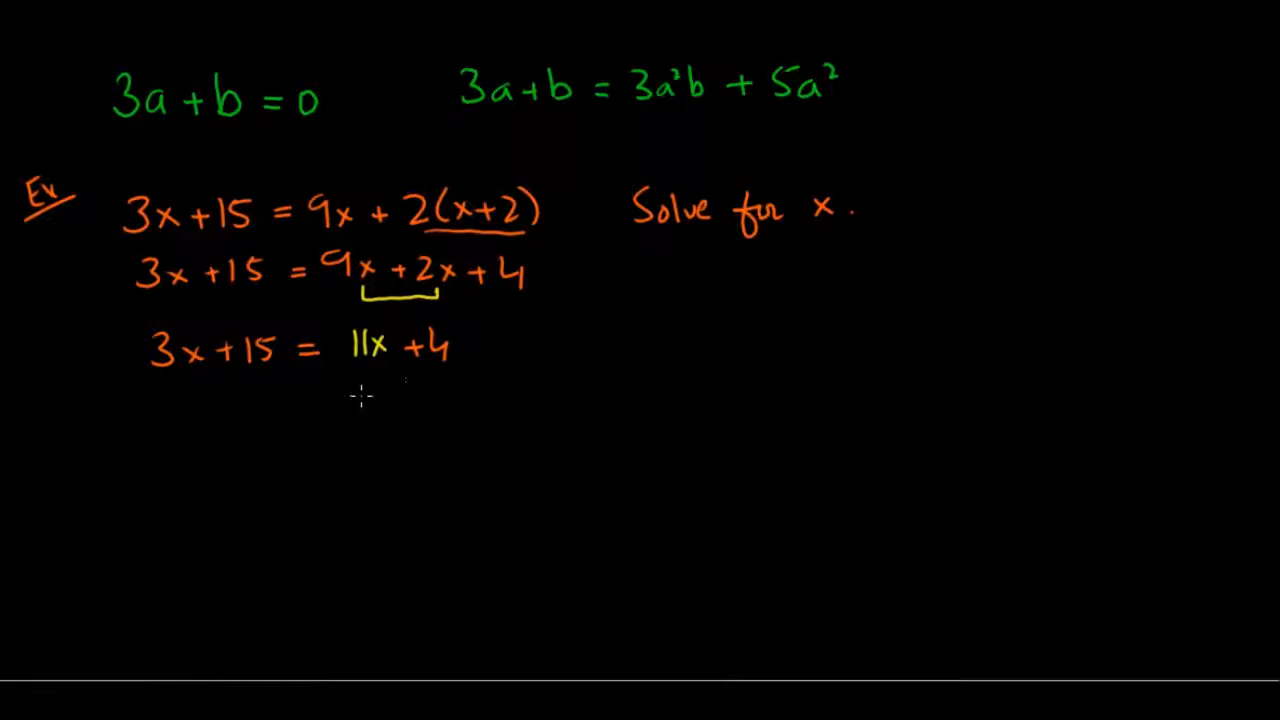 3a + b = 0    3a + b = 3a²b + 5a²
Ex  3x + 15 = 9x + 2(x+2)    Solve for x.
3x + 15 = 9x + 2x + 4
3x + 15 = 11x + 4